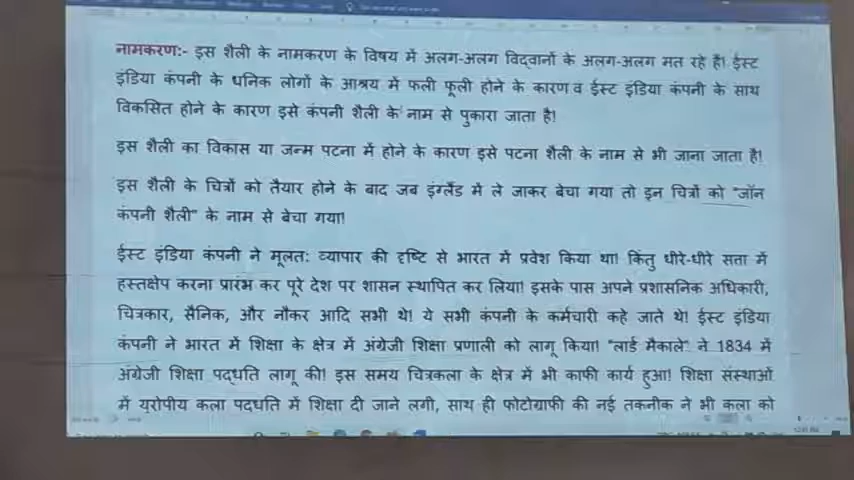 नामकरण:- इस शैली के नामकरण के विषय में अलग-अलग विद्वानों के अलग-अलग मत रहे हैं! ईस्ट
इंडिया कंपनी के धनिक लोगों के आश्रय में फली फूली होने के कारण व ईस्ट इंडिया कंपनी के साथ
विकसित होने के कारण इसे कंपनी शैली के नाम से पुकारा जाता है!
इस शैली का विकास या जन्म पटना में होने के कारण इसे पटना शैली के नाम से भी जाना जाता है!
इस शैली के चित्रों को तैयार होने के बाद जब इंग्लैंड में ले जाकर बेचा गया तो इन चित्रों को "जॉन
कंपनी शैली" के नाम से बेचा गया!
ईस्ट इंडिया कंपनी ने मूलत: व्यापार की दृष्टि से भारत में प्रवेश किया था! किंतु धीरे-धीरे सत्ता में
हस्तक्षेप करना प्रारंभ कर पूरे देश पर शासन स्थापित कर लिया! इसके पास अपने प्रशासनिक अधिकारी,
चित्रकार, सैनिक, और नौकर आदि सभी थे! ये सभी कंपनी के कर्मचारी कहे जाते थे! ईस्ट इंडिया
कंपनी ने भारत में शिक्षा के क्षेत्र में अंग्रेजी शिक्षा प्रणाली को लागू किया! "लार्ड मैकाले" ने 1834 में
अंग्रेजी शिक्षा पद्धति लागू की! इस समय चित्रकला के क्षेत्र में भी काफी कार्य हुआ! शिक्षा संस्थाओं
में यूरोपीय कला पद्धति में शिक्षा दी जाने लगी, साथ ही फोटोग्राफी की नई तकनीक ने भी कला को